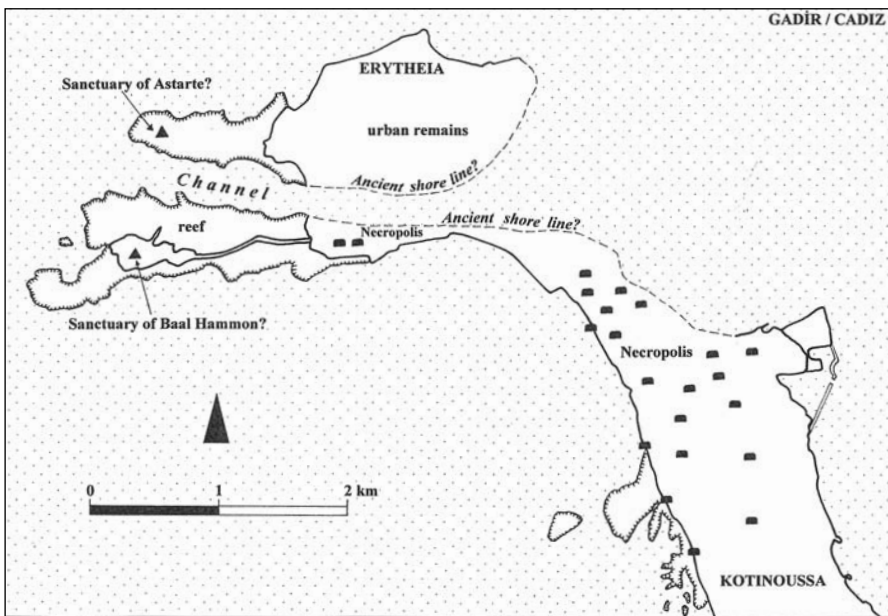 GADİR / CADIZ
ERYTHEIA
Sanctuary of Astarte?
urban remains
Channel
Ancient shore line?
Ancient shore line?
reef
Necropolis
Sanctuary of Baal Hammon?
Necropolis
0 1 2 km
KOTINOUSSA